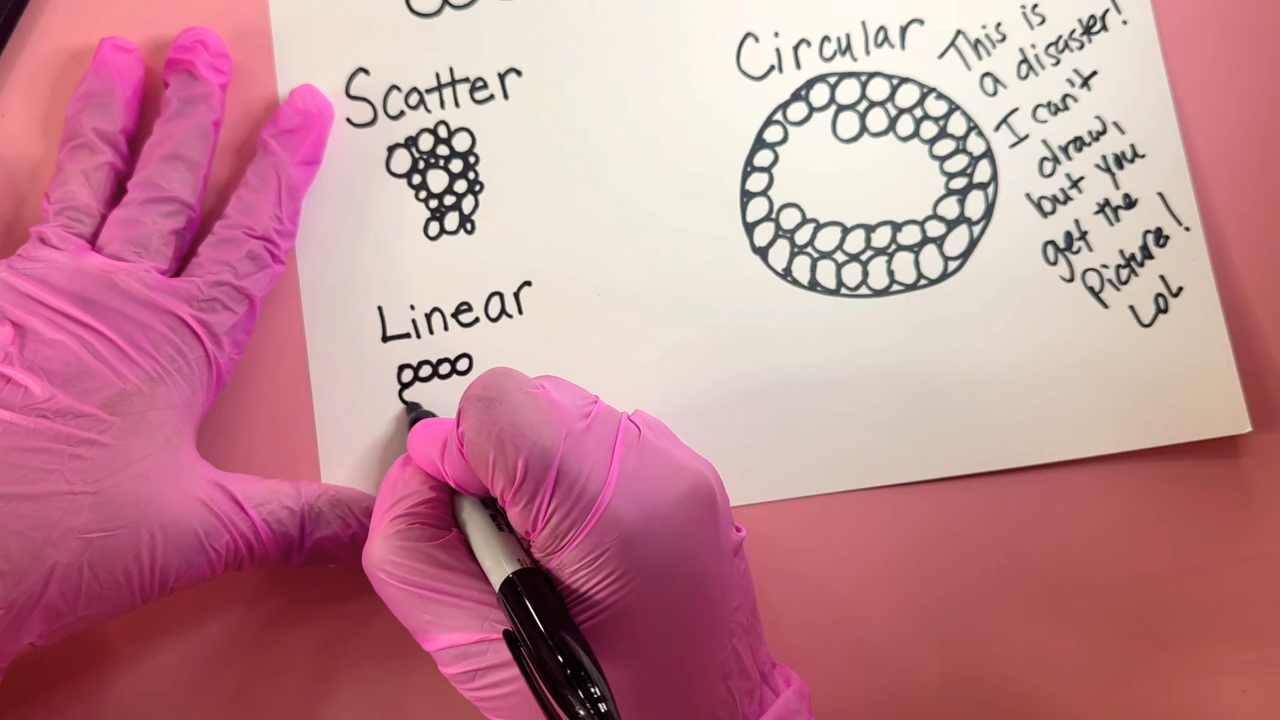 Scatter
Linear
Circular
This is
a disaster!
I can't
draw,
but you
get the
Picture!
LoL